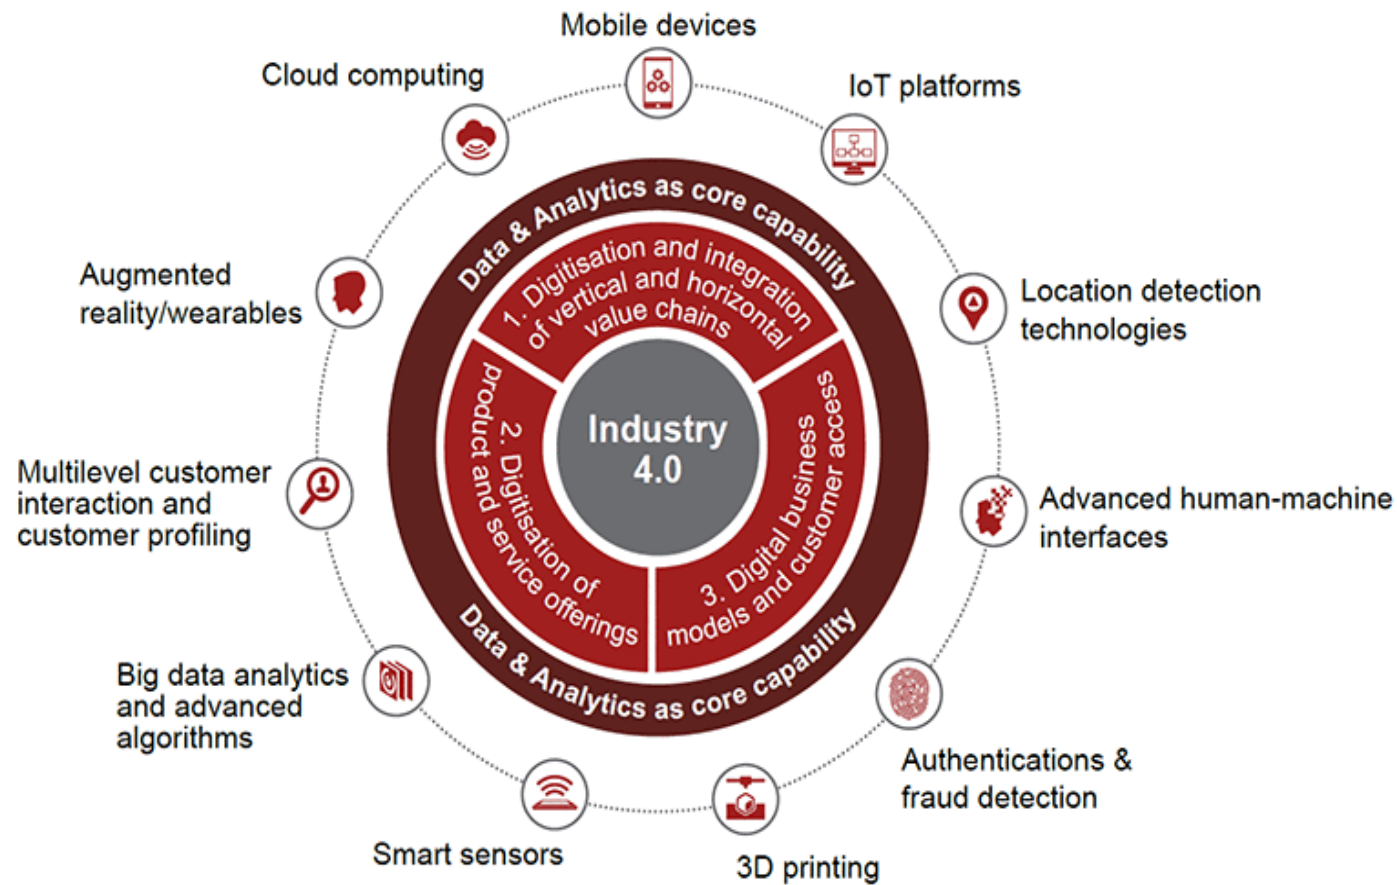 Mobile devices
Cloud computing
IoT platforms
Augmented
reality/wearables
Location detection
technologies
Multilevel customer
interaction and
customer profiling
Advanced human-machine
interfaces
Big data analytics
and advanced
algorithms
Authentications &
fraud detection
Smart sensors
3D printing
Data & Analytics as core capability
1. Digitisation and integration
of vertical and horizontal
value chains
2. Digitisation of
product and service offerings
3. Digital business
models and customer access
Industry
4.0
Data & Analytics as core capability